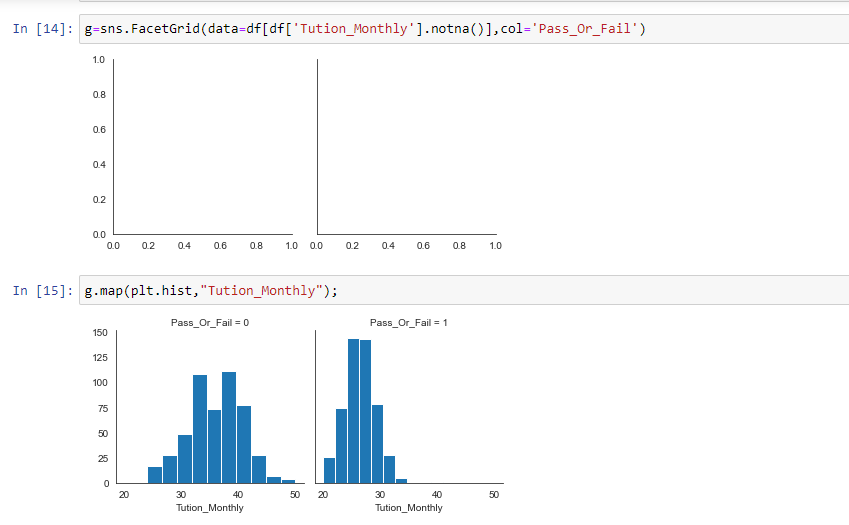 In [14]: g=sns.FacetGrid(data=df[df['Tution_Monthly'].notna()],col='Pass_Or_Fail')
1.0
0.8
0.6
0.4
0.2
0.0
0.0 0.2 0.4 0.6 0.8 1.0 0.0 0.2 0.4 0.6 0.8 1.0
In [15]: g.map(plt.hist,"Tution_Monthly");
Pass_Or_Fail = 0 Pass_Or_Fail = 1
150
125
100
75
50
25
0
20 30 40 50 20 30 40 50
Tution_Monthly Tution_Monthly